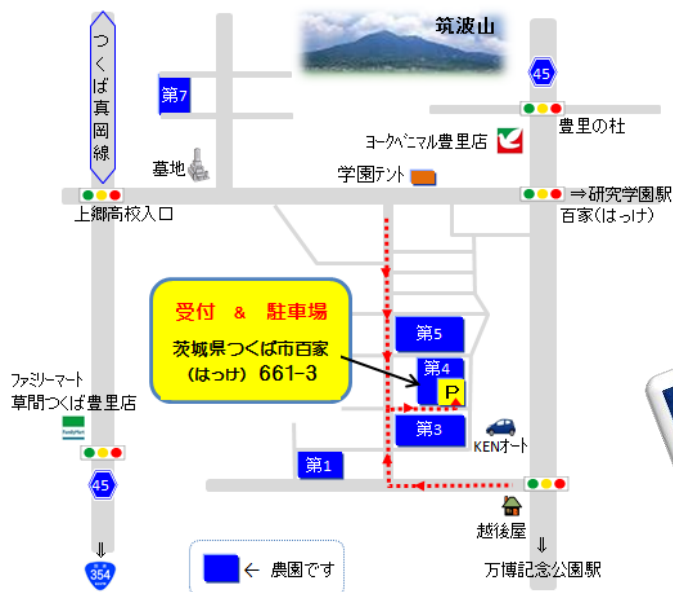 つくば真岡線
筑波山
45
第7
豊里の杜
ヨークベニマル豊里店
墓地
学園テント
⇒研究学園駅
上郷高校入口
百家(はっけ)
受付 & 駐車場
茨城県つくば市百家
(はっけ) 661-3
第5
第4
P
ファミリーマート
草間つくば豊里店
FamilyMart
第3
KENオート
第1
45
越後屋
⇓
⇓
354
← 農園です
万博記念公園駅